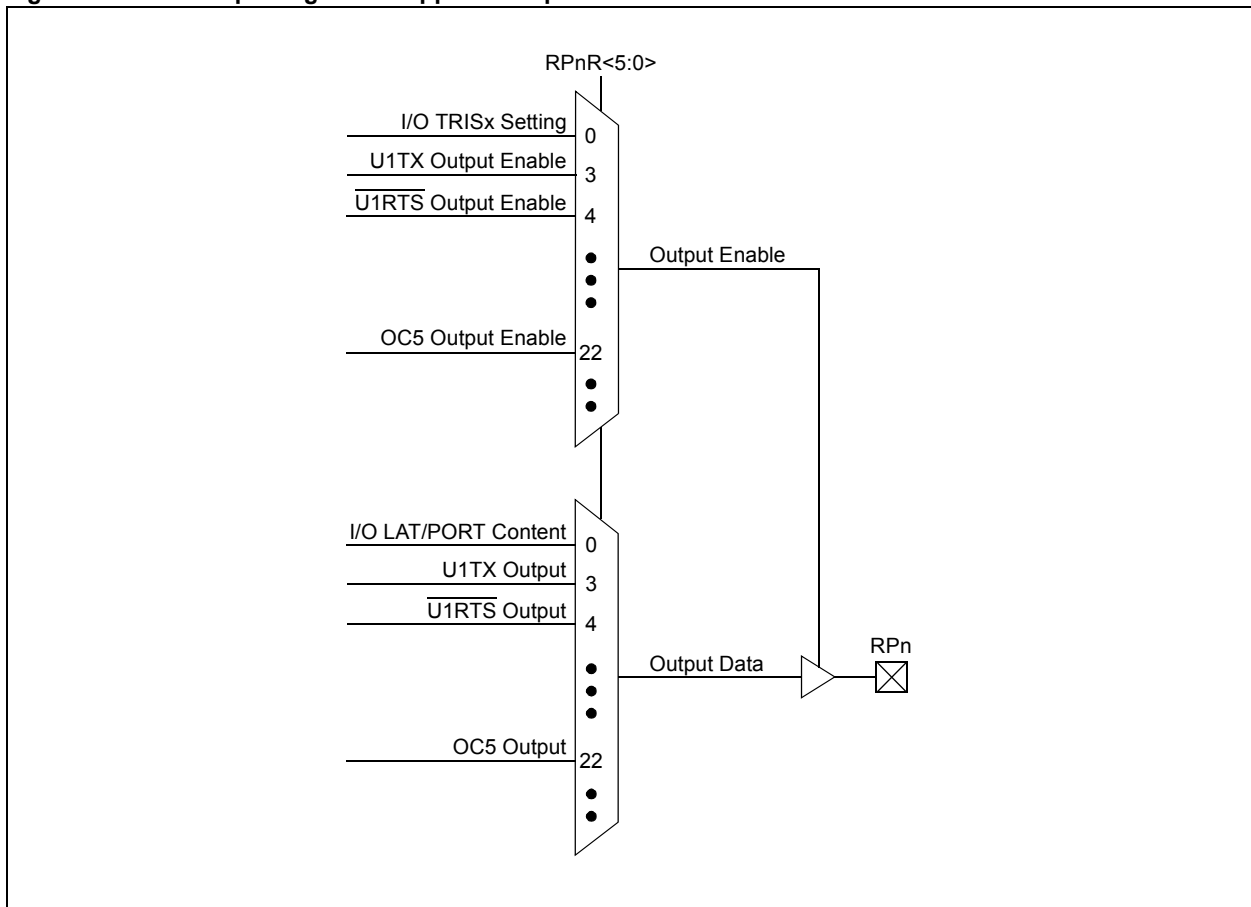 RPnR<5:0>
I/O TRISx Setting
0
U1TX Output Enable
3
U1RTS Output Enable
4
Output Enable
OC5 Output Enable
22
I/O LAT/PORT Content
0
U1TX Output
3
U1RTS Output
4
RPn
Output Data
OC5 Output
22